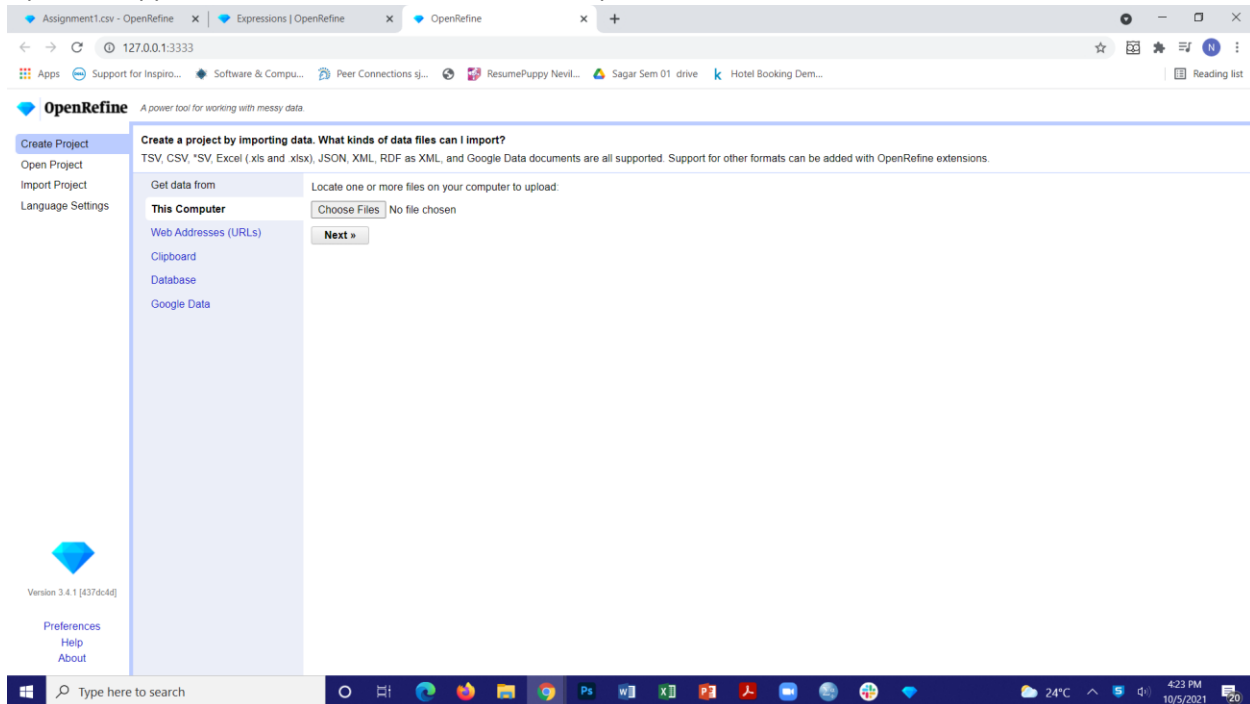 Assignment1.csv - OpenRefine
Expressions | OpenRefine
OpenRefine
127.0.0.1:3333
N
Apps
Support for Inspiro...
Software & Compu...
Peer Connections sj...
ResumePuppy Nevil...
Sagar Sem 01 drive
k Hotel Booking Dem...
Reading list
OpenRefine A power tool for working with messy data.
Create Project
Open Project
Import Project
Language Settings
Create a project by importing data. What kinds of data files can I import?
TSV, CSV, *SV, Excel (.xls and .xlsx), JSON, XML, RDF as XML, and Google Data documents are all supported. Support for other formats can be added with OpenRefine extensions.
Get data from
This Computer
Web Addresses (URLs)
Clipboard
Database
Google Data
Locate one or more files on your computer to upload:
Choose Files No file chosen
Next »
Version 3.4.1 [437dc4d]
Preferences
Help
About
Type here to search
Ps
24°C
4:23 PM
10/5/2021
20